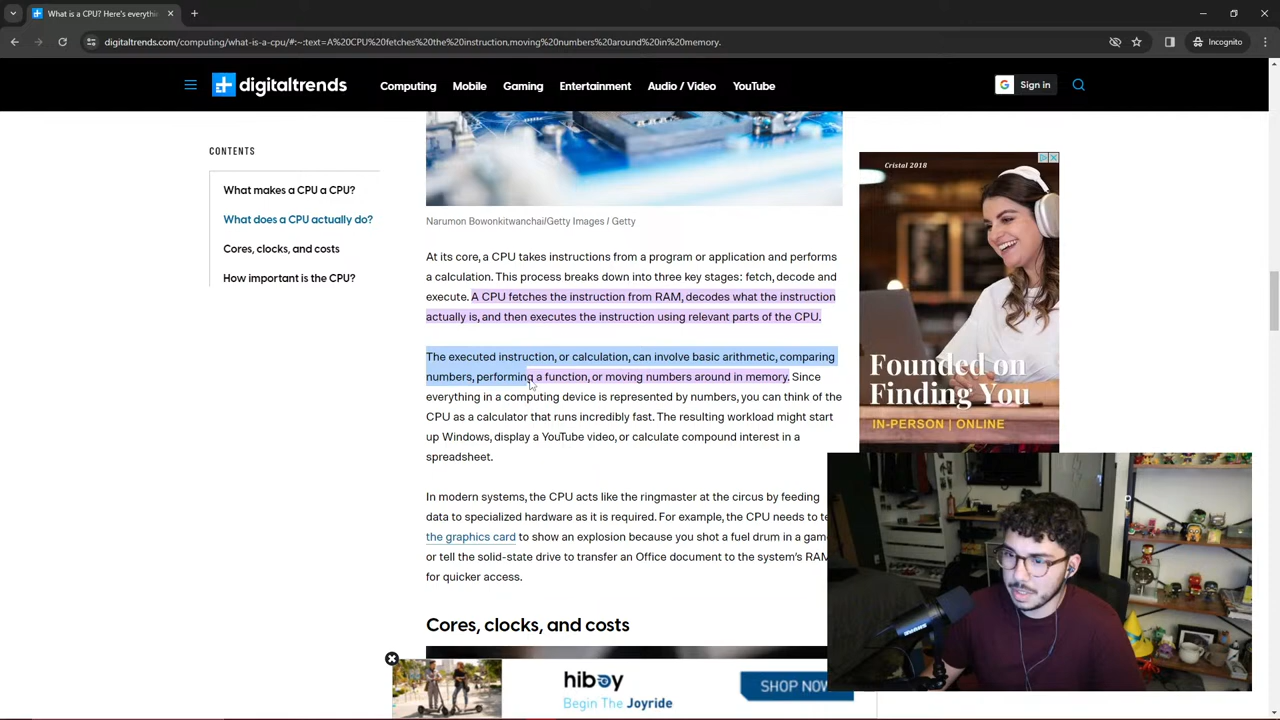 What is a CPU? Here's everythi
digitaltrends.com/computing/what-is-a-cpu/#:~:text=A%20CPU%20fetches%20the%20instruction,moving%20numbers%20around%20in%20memory.
Incognito
digitaltrends
Computing
Mobile
Gaming
Entertainment
Audio / Video
YouTube
Sign in
CONTENTS
What makes a CPU a CPU?
What does a CPU actually do?
Cores, clocks, and costs
How important is the CPU?
Narumon Bowonkitwanchai/Getty Images / Getty
At its core, a CPU takes instructions from a program or application and performs
a calculation. This process breaks down into three key stages: fetch, decode and
execute. A CPU fetches the instruction from RAM, decodes what the instruction
actually is, and then executes the instruction using relevant parts of the CPU.
The executed instruction, or calculation, can involve basic arithmetic, comparing
numbers, performing a function, or moving numbers around in memory. Since
everything in a computing device is represented by numbers, you can think of the
CPU as a calculator that runs incredibly fast. The resulting workload might start
up Windows, display a YouTube video, or calculate compound interest in a
spreadsheet.
In modern systems, the CPU acts like the ringmaster at the circus by feeding
data to specialized hardware as it is required. For example, the CPU needs to te
the graphics card to show an explosion because you shot a fuel drum in a gam
or tell the solid-state drive to transfer an Office document to the system's RAM
for quicker access.
Cores, clocks, and costs
Cristal 2018
Founded on
Finding You
IN-PERSON | ONLINE
hiboy
Begin The Joyride
SHOP NOW